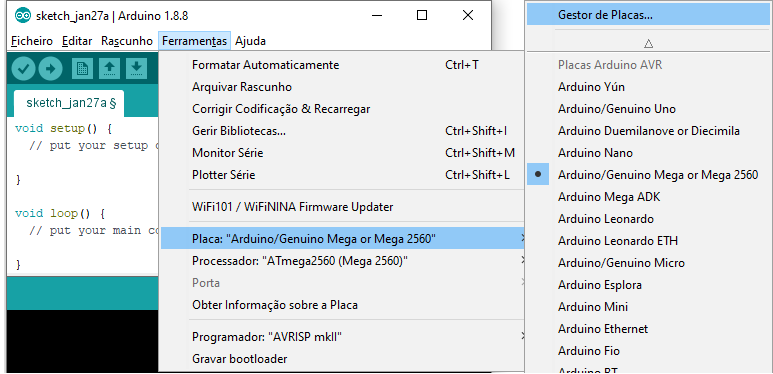 sketch_jan27a | Arduino 1.8.8
Ficheiro Editar Rascunho Ferramentas Ajuda
sketch_jan27a §
void setup() {
// put your setup
}
void loop() {
// put your main
}
Formatar Automaticamente Ctrl+T
Arquivar Rascunho
Corrigir Codificação & Recarregar
Gerir Bibliotecas... Ctrl+Shift+I
Monitor Série Ctrl+Shift+M
Plotter Série Ctrl+Shift+L
WiFi101 / WiFiNINA Firmware Updater
Placa: "Arduino/Genuino Mega or Mega 2560"
Processador: "ATmega2560 (Mega 2560)"
Porta
Obter Informação sobre a Placa
Programador: "AVRISP mkII"
Gravar bootloader
Gestor de Placas...
Placas Arduino AVR
Arduino Yún
Arduino/Genuino Uno
Arduino Duemilanove or Diecimila
Arduino Nano
Arduino/Genuino Mega or Mega 2560
Arduino Mega ADK
Arduino Leonardo
Arduino Leonardo ETH
Arduino/Genuino Micro
Arduino Esplora
Arduino Mini
Arduino Ethernet
Arduino Fio
Arduino BT